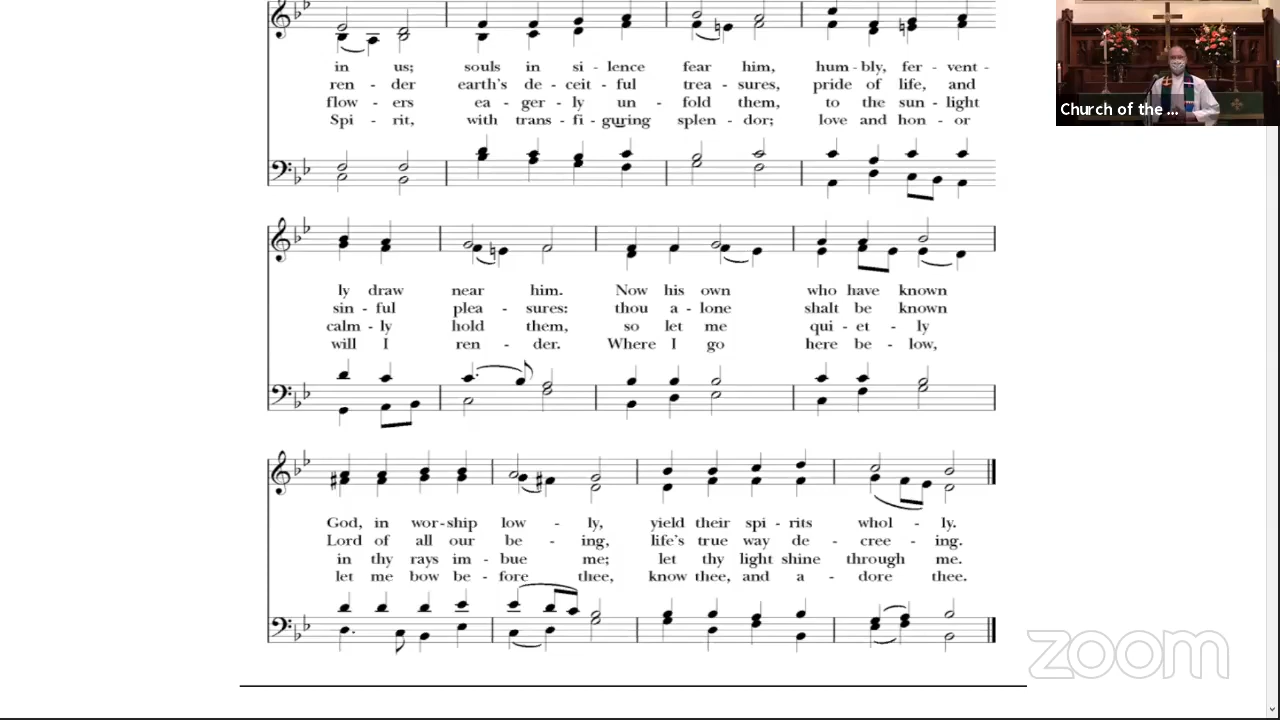 in us; souls in si - lence fear him, hum - bly, fer - vent -
ren - der earth's de - ceit - ful trea - sures, pride of life, and
flow - ers ea - ger - ly un - fold them, to the sun - light
Spi - rit, with trans - fi - guring splen - dor; love and hon - or
ly draw near him. Now his own who have known
sin - ful plea - sures: thou a - lone shalt be known
calm - ly hold them, so let me qui - et - ly
will I ren - der. Where I go here be - low,
God, in wor - ship low - ly, yield their spi - rits whol - ly.
Lord of all our be - ing, life's true way de - cree - ing.
in thy rays im - bue me; let thy light shine through me.
let me bow be - fore thee, know thee, and a - dore thee.
Church of the ...
zoom